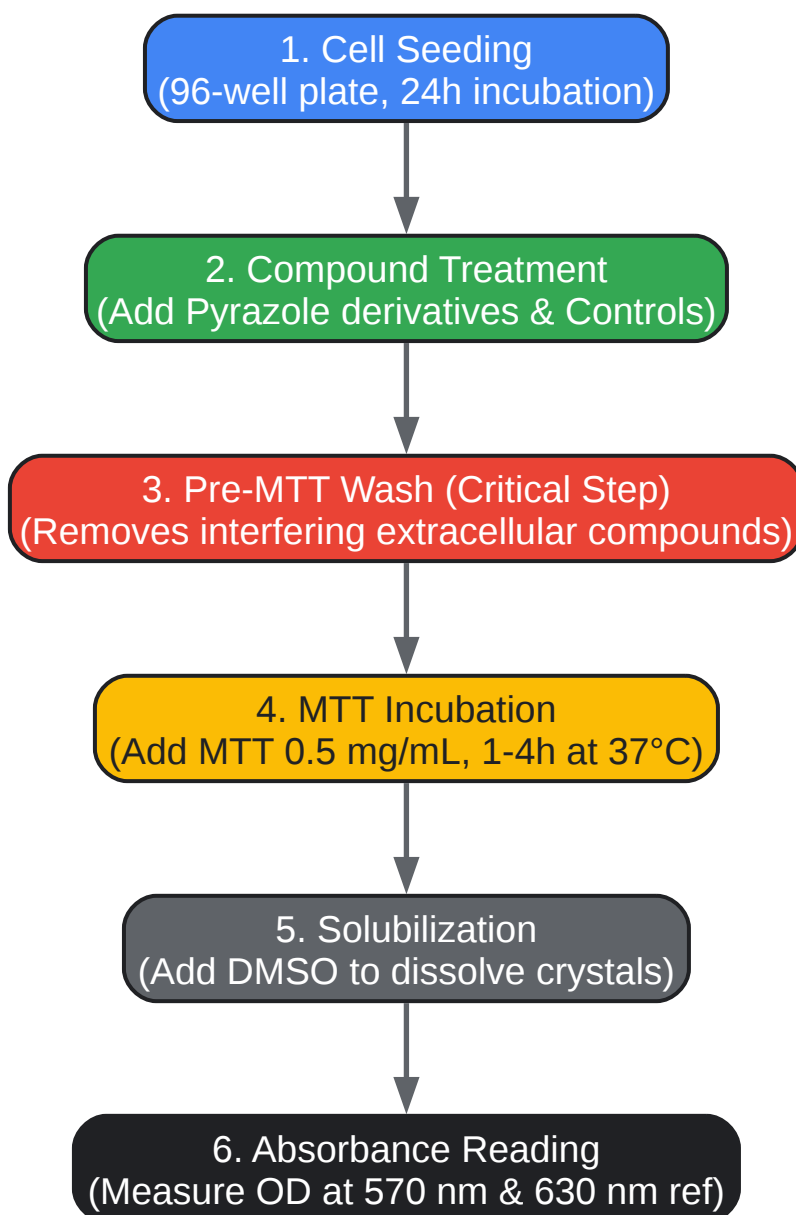 1. Cell Seeding
(96-well plate, 24h incubation)
2. Compound Treatment
(Add Pyrazole derivatives & Controls)
3. Pre-MTT Wash (Critical Step)
(Removes interfering extracellular compounds)
4. MTT Incubation
(Add MTT 0.5 mg/mL, 1-4h at 37°C)
5. Solubilization
(Add DMSO to dissolve crystals)
6. Absorbance Reading
(Measure OD at 570 nm & 630 nm ref)